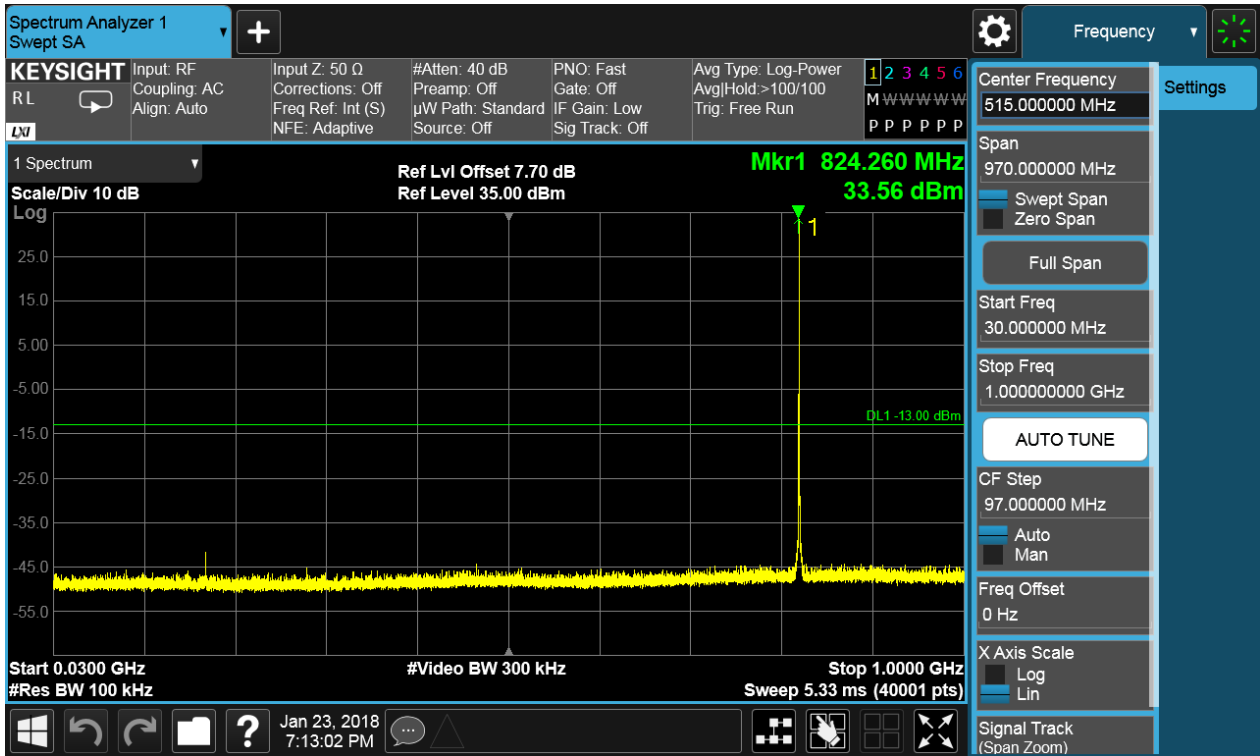 Spectrum Analyzer 1
Swept SA
Frequency
KEYSIGHT
RL
LXI
Input: RF
Coupling: AC
Align: Auto
Input Z: 50 Ω
Corrections: Off
Freq Ref: Int (S)
NFE: Adaptive
#Atten: 40 dB
Preamp: Off
µW Path: Standard
Source: Off
PNO: Fast
Gate: Off
IF Gain: Low
Sig Track: Off
Avg Type: Log-Power
Avg|Hold:>100/100
Trig: Free Run
1 2 3 4 5 6
M W W W W W
P P P P P P
1 Spectrum
Scale/Div 10 dB
Ref Lvl Offset 7.70 dB
Ref Level 35.00 dBm
Mkr1 824.260 MHz
33.56 dBm
Log
1
25.0
15.0
5.00
-5.00
DL1 -13.00 dBm
-15.0
-25.0
-35.0
-45.0
-55.0
Start 0.0300 GHz
#Video BW 300 kHz
Stop 1.0000 GHz
#Res BW 100 kHz
Sweep 5.33 ms (40001 pts)
Jan 23, 2018
7:13:02 PM
?
Center Frequency
515.000000 MHz
Settings
Span
970.000000 MHz
Swept Span
Zero Span
Full Span
Start Freq
30.000000 MHz
Stop Freq
1.000000000 GHz
AUTO TUNE
CF Step
97.000000 MHz
Auto
Man
Freq Offset
0 Hz
X Axis Scale
Log
Lin
Signal Track
(Span Zoom)